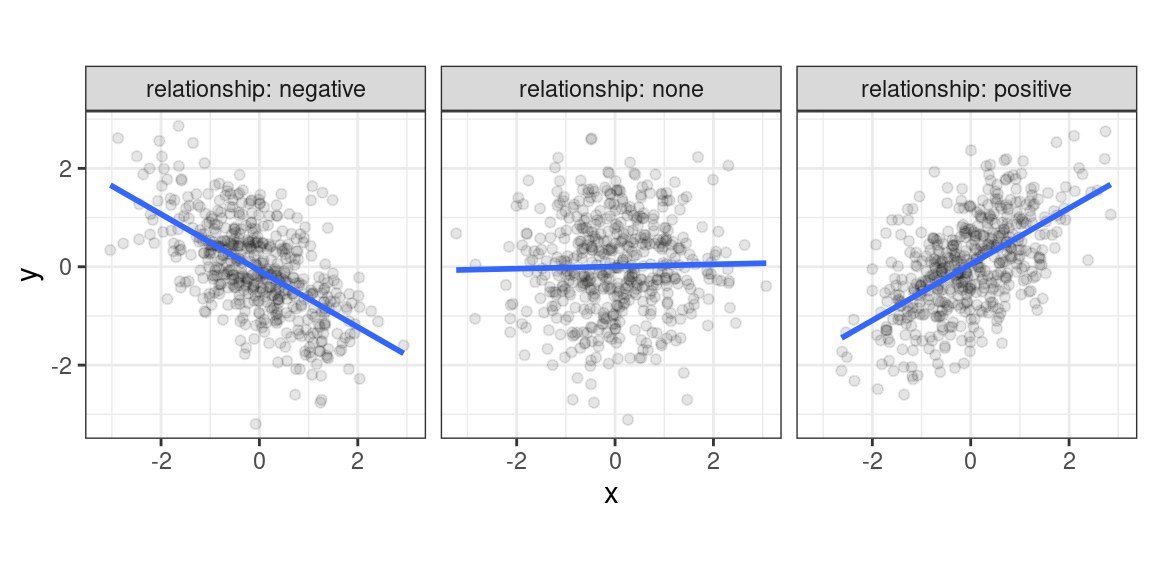 relationship: negative
relationship: none
relationship: positive
2
0
-2
y
-2 0 2
-2 0 2
-2 0 2
x